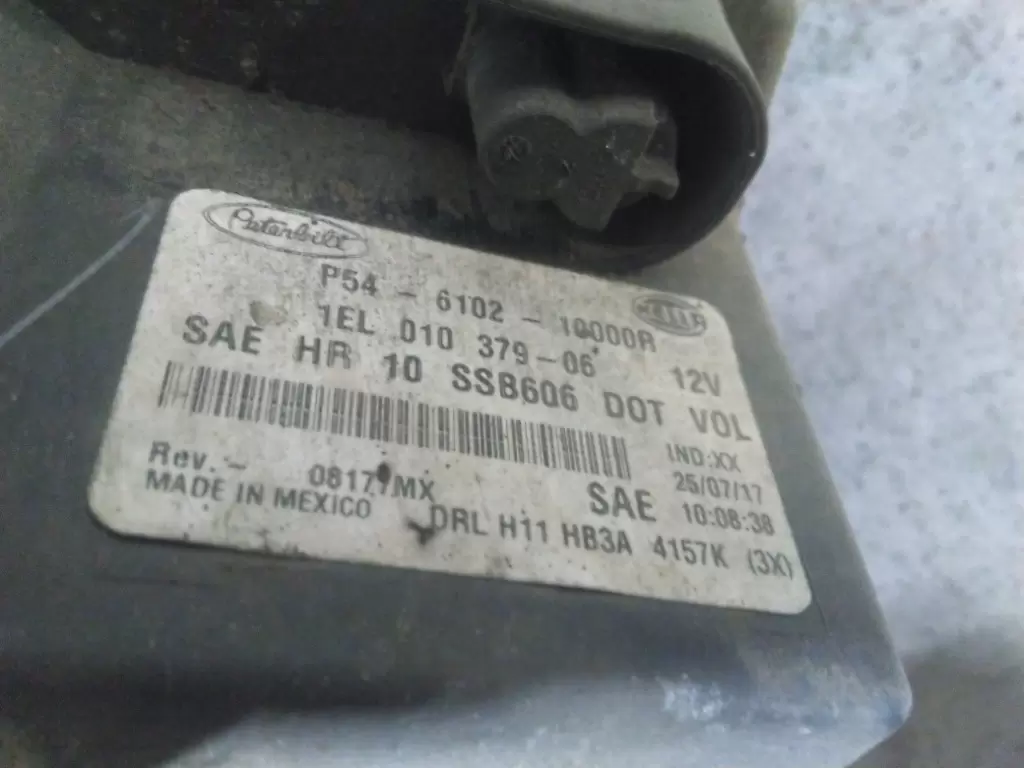 Peterbilt
P54 - 6102 - 10000R
HELLA
1EL 010 379-06 12V
SAE HR 10 SSB606 DOT VOL
IND:XX
Rev. - 0817 MX 25/07/17
MADE IN MEXICO SAE 10:08:38
DRL H11 HB3A 4157K (3X)